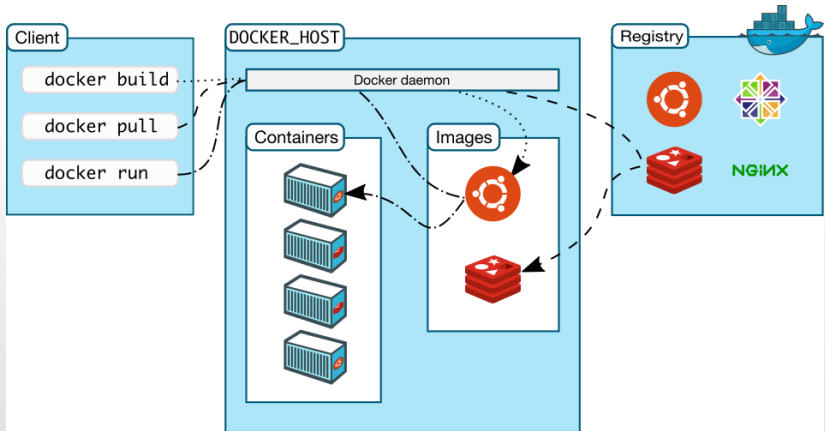 Client
docker build
docker pull
docker run
DOCKER_HOST
Docker daemon
Containers
Images
Registry
NGINX